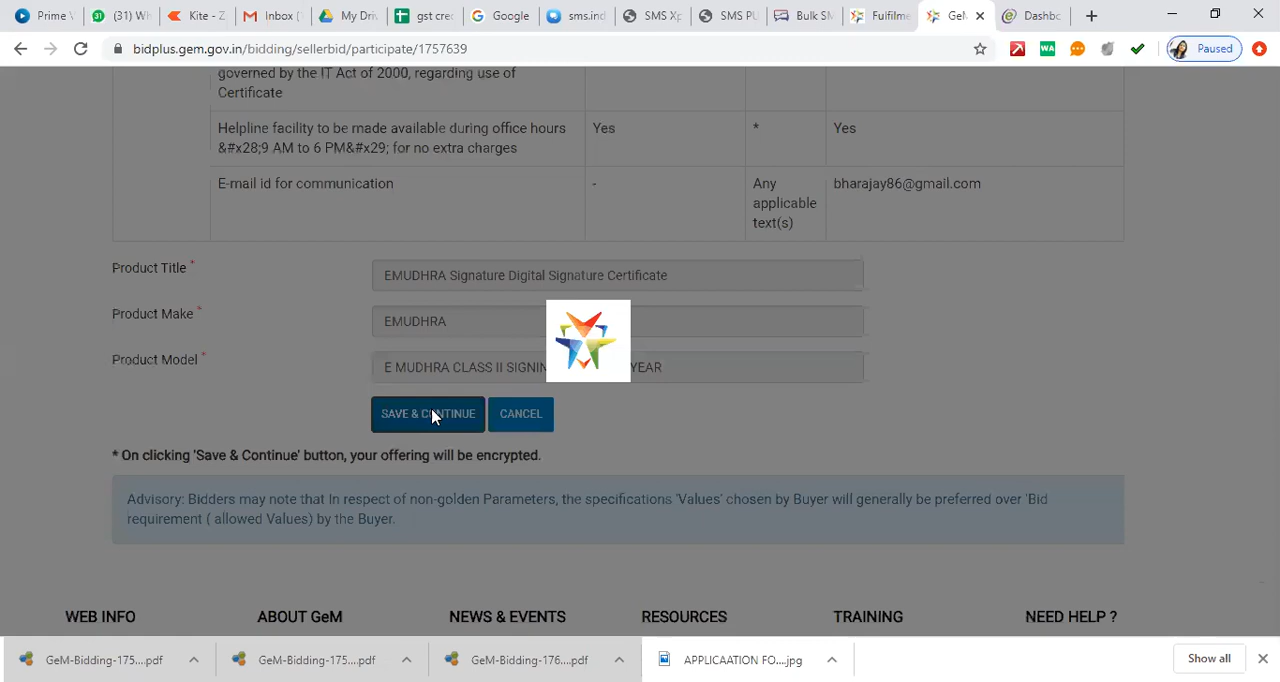 Prime \
(31) W
Kite - Z
Inbox (
My Driv
gst cred
Google
sms.ind
SMS Xp
SMS PU
Bulk SM
Fulfilme
GeM
Dashbo
bidplus.gem.gov.in/bidding/sellerbid/participate/1757639
Paused
governed by the IT Act of 2000, regarding use of
Certificate
Helpline facility to be made available during office hours
&#x28;9 AM to 6 PM&#x29; for no extra charges
Yes
*
Yes
E-mail id for communication
-
Any
applicable
text(s)
bharajay86@gmail.com
Product Title *
EMUDHRA Signature Digital Signature Certificate
Product Make *
EMUDHRA
Product Model *
E MUDHRA CLASS II SIGNIN YEAR
SAVE & CONTINUE
CANCEL
* On clicking 'Save & Continue' button, your offering will be encrypted.
Advisory: Bidders may note that In respect of non-golden Parameters, the specifications 'Values' chosen by Buyer will generally be preferred over 'Bid
requirement ( allowed Values) by the Buyer.
WEB INFO
ABOUT GeM
NEWS & EVENTS
RESOURCES
TRAINING
NEED HELP ?
GeM-Bidding-175....pdf
GeM-Bidding-175....pdf
GeM-Bidding-176....pdf
APPLICAATION FO....jpg
Show all